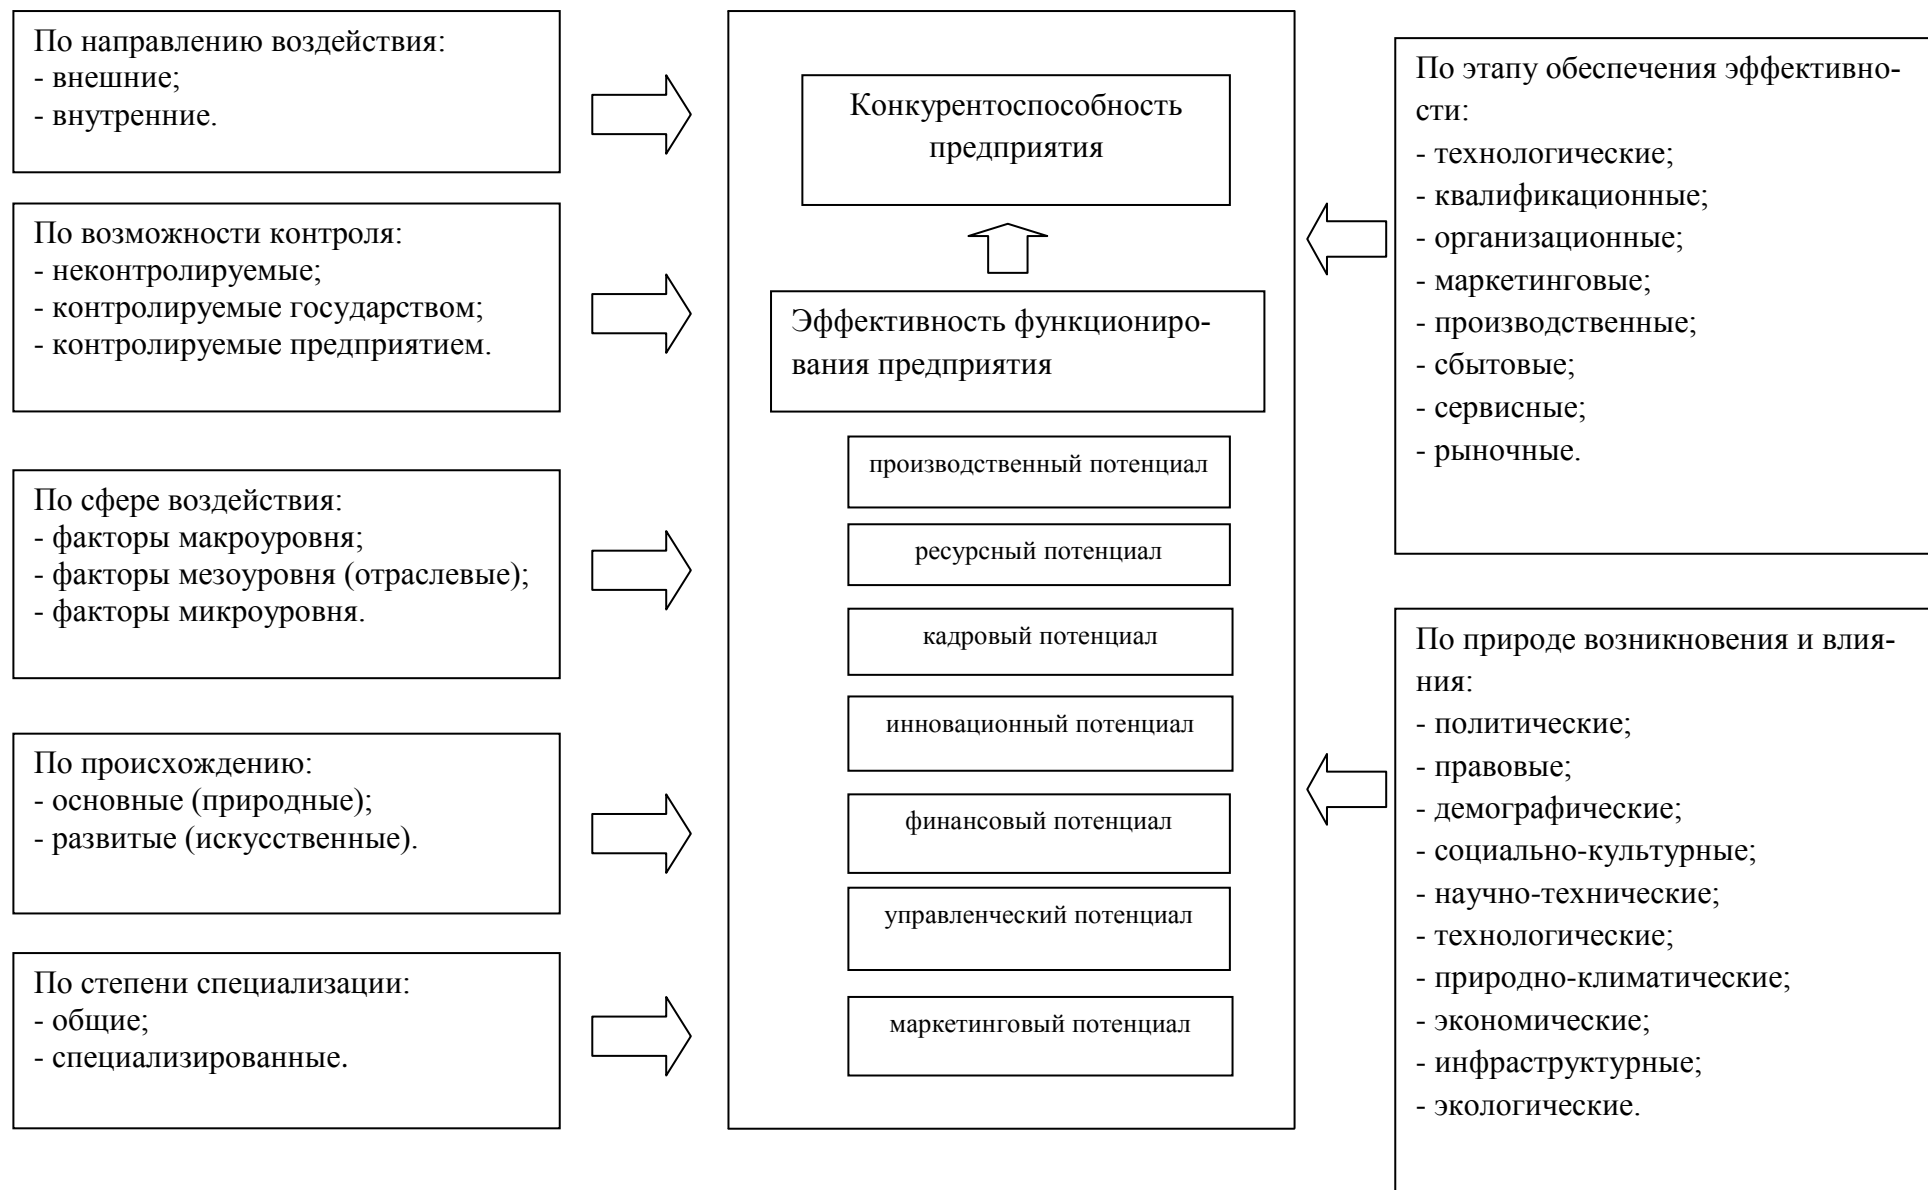 По направлению воздействия:
- внешние;
- внутренние.
По возможности контроля:
- неконтролируемые;
- контролируемые государством;
- контролируемые предприятием.
По сфере воздействия:
- факторы макроуровня;
- факторы мезоуровня (отраслевые);
- факторы микроуровня.
По происхождению:
- основные (природные);
- развитые (искусственные).
По степени специализации:
- общие;
- специализированные.
Конкурентоспособность
предприятия
Эффективность функциониро-
вания предприятия
производственный потенциал
ресурсный потенциал
кадровый потенциал
инновационный потенциал
финансовый потенциал
управленческий потенциал
маркетинговый потенциал
По этапу обеспечения эффективно-
сти:
- технологические;
- квалификационные;
- организационные;
- маркетинговые;
- производственные;
- сбытовые;
- сервисные;
- рыночные.
По природе возникновения и влия-
ния:
- политические;
- правовые;
- демографические;
- социально-культурные;
- научно-технические;
- технологические;
- природно-климатические;
- экономические;
- инфраструктурные;
- экологические.